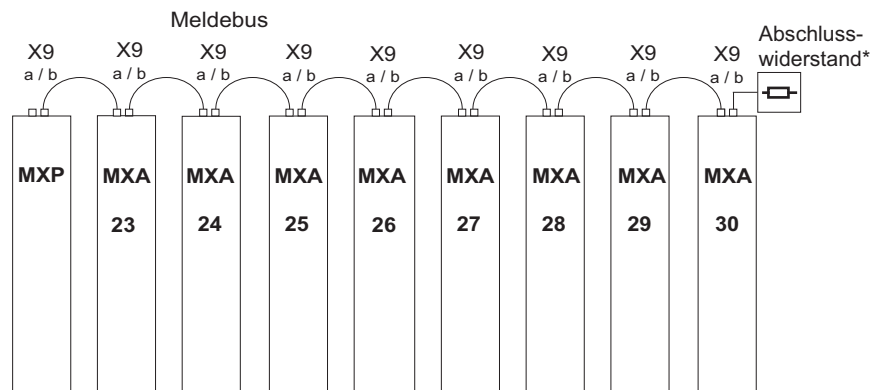 Meldebus
X9 X9 X9 X9 X9 X9 X9 X9 X9
a / b a / b a / b a / b a / b a / b a / b a / b a / b
Abschluss-
widerstand*
MXP MXA MXA MXA MXA MXA MXA MXA MXA
23 24 25 26 27 28 29 30